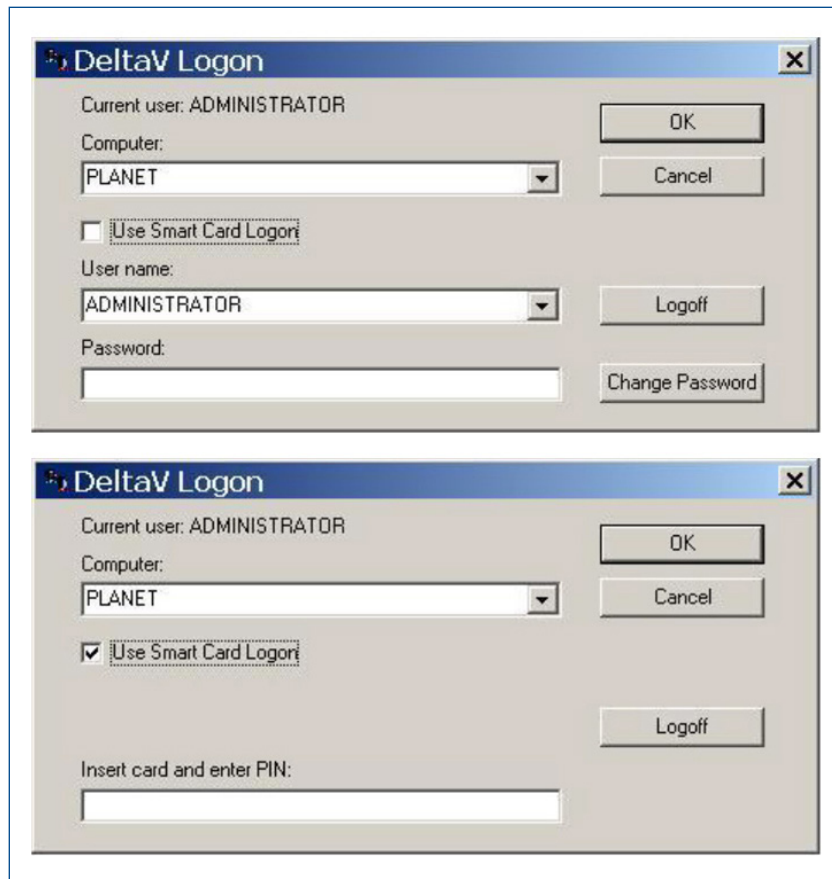 DeltaV Logon
Current user: ADMINISTRATOR
OK
Computer:
PLANET
Cancel
Use Smart Card Logon
User name:
ADMINISTRATOR
Logoff
Password:
Change Password
DeltaV Logon
Current user: ADMINISTRATOR
OK
Computer:
PLANET
Cancel
Use Smart Card Logon
Logoff
Insert card and enter PIN: